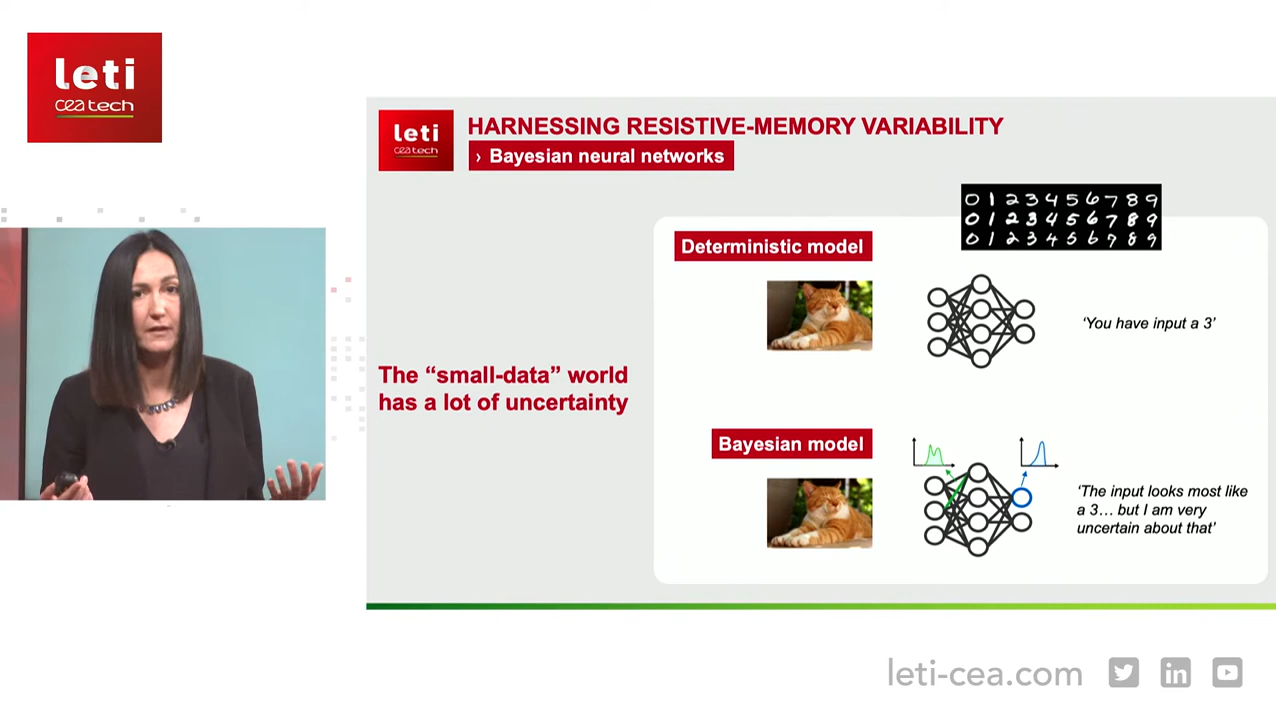 leti
cea tech
leti
cea tech
HARNESSING RESISTIVE-MEMORY VARIABILITY
› Bayesian neural networks
0 1 2 3 4 5 6 7 8 9
0 1 2 3 4 5 6 7 8 9
0 1 2 3 4 5 6 7 8 9
Deterministic model
‘You have input a 3’
The “small-data” world
has a lot of uncertainty
Bayesian model
‘The input looks most like
a 3... but I am very
uncertain about that’
leti-cea.com
in